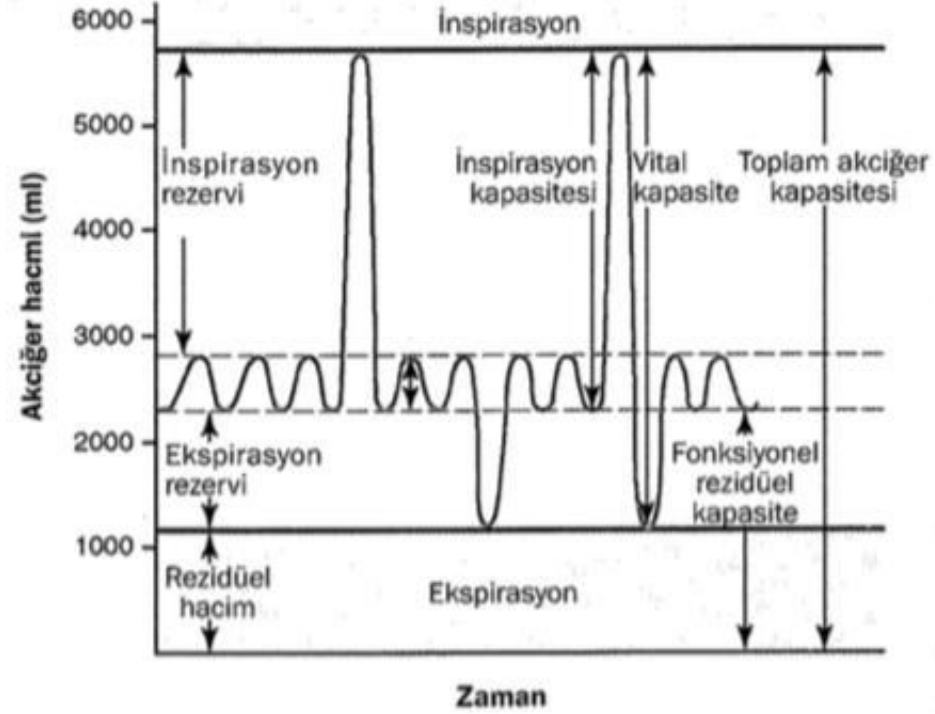 6000
İnspirasyon
5000
İnspirasyon
rezervi
İnspirasyon
kapasitesi
Vital
kapasite
Toplam akciğer
kapasitesi
4000
Akciğer hacmi (ml)
3000
2000
Ekspirasyon
rezervi
Fonksiyonel
rezidüel
kapasite
1000
Rezidüel
hacim
Ekspirasyon
Zaman